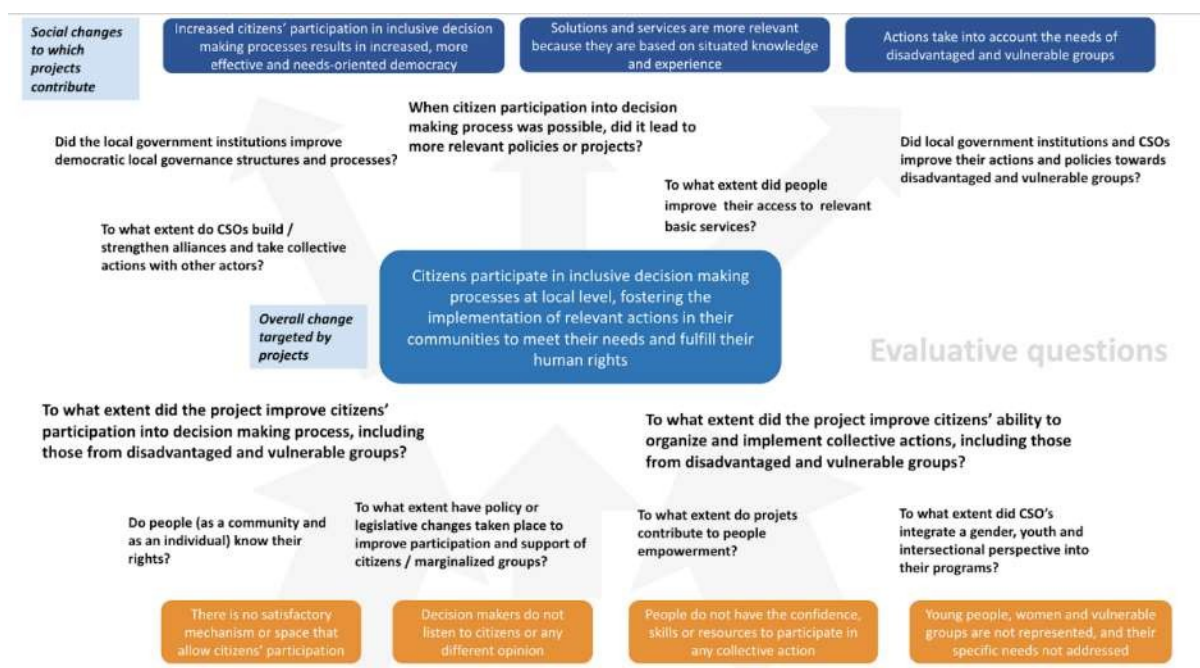 Social changes
to which
projects
contribute
Increased citizens' participation in inclusive decision
making processes results in increased, more
effective and needs-oriented democracy
Solutions and services are more relevant
because they are based on situated knowledge
and experience
Actions take into account the needs of
disadvantaged and vulnerable groups
When citizen participation into decision
making process was possible, did it lead to
more relevant policies or projects?
Did the local government institutions improve
democratic local governance structures and processes?
Did local government institutions and CSOs
improve their actions and policies towards
disadvantaged and vulnerable groups?
To what extent did people
improve their access to relevant
basic services?
To what extent do CSOs build /
strengthen alliances and take collective
actions with other actors?
Overall change
targeted by
projects
Citizens participate in inclusive decision making
processes at local level, fostering the
implementation of relevant actions in their
communities to meet their needs and fulfill their
human rights
Evaluative questions
To what extent did the project improve citizens'
participation into decision making process, including
those from disadvantaged and vulnerable groups?
To what extent did the project improve citizens' ability to
organize and implement collective actions, including those
from disadvantaged and vulnerable groups?
Do people (as a community and
as an individual) know their
rights?
To what extent have policy or
legislative changes taken place to
improve participation and support of
citizens / marginalized groups?
To what extent do projets
contribute to people
empowerment?
To what extent did CSO's
integrate a gender, youth and
intersectional perspective into
their programs?
There is no satisfactory
mechanism or space that
allow citizens' participation
Decision makers do not
listen to citizens or any
different opinion
People do not have the confidence,
skills or resources to participate in
any collective action
Young people, women and vulnerable
groups are not represented, and their
specific needs not addressed